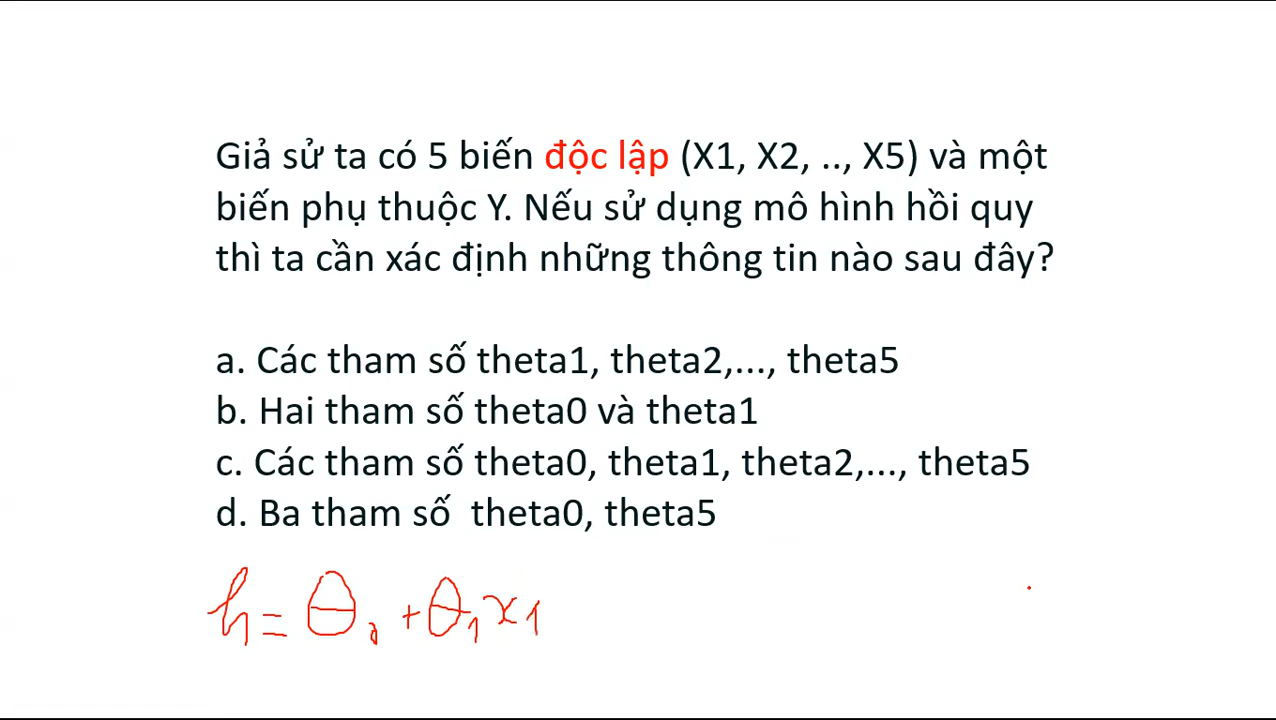 Giả sử ta có 5 biến độc lập (X1, X2, .., X5) và một
biến phụ thuộc Y. Nếu sử dụng mô hình hồi quy
thì ta cần xác định những thông tin nào sau đây?
a. Các tham số theta1, theta2,..., theta5
b. Hai tham số theta0 và theta1
c. Các tham số theta0, theta1, theta2,..., theta5
d. Ba tham số theta0, theta5
h = θ₀ + θ₁x1